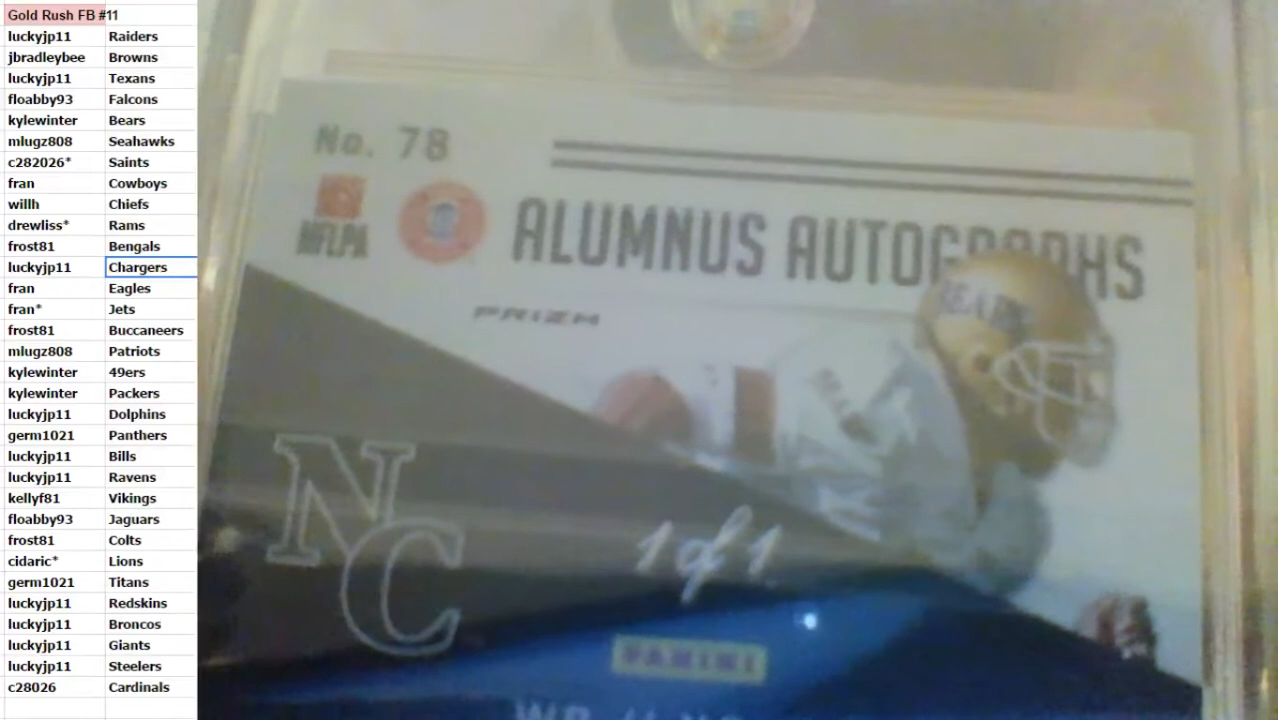 Gold Rush FB #11
luckyjp11 Raiders
jbradleybee Browns
luckyjp11 Texans
floabby93 Falcons
kylewinter Bears
mlugz808 Seahawks
c282026* Saints
fran Cowboys
willh Chiefs
drewliss* Rams
frost81 Bengals
luckyjp11 Chargers
fran Eagles
fran* Jets
frost81 Buccaneers
mlugz808 Patriots
kylewinter 49ers
kylewinter Packers
luckyjp11 Dolphins
germ1021 Panthers
luckyjp11 Bills
luckyjp11 Ravens
kellyf81 Vikings
floabby93 Jaguars
frost81 Colts
cidaric* Lions
germ1021 Titans
luckyjp11 Redskins
luckyjp11 Broncos
luckyjp11 Giants
luckyjp11 Steelers
c28026 Cardinals
No. 78
NFLPA
ALUMNUS AUTOGRAPHS
PRIZM
BEARS
NC
1 of 1
PANINI